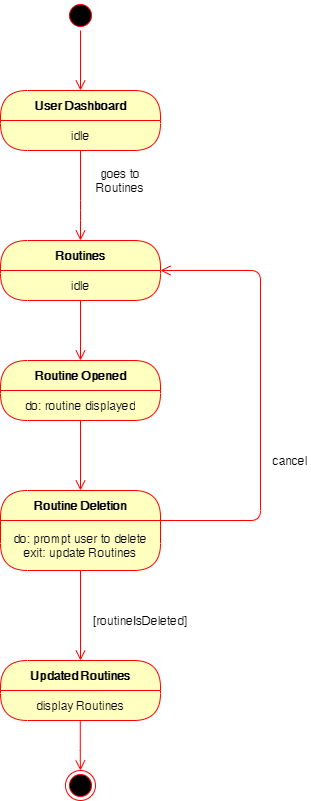 User Dashboard
idle
goes to
Routines
Routines
idle
Routine Opened
do: routine displayed
cancel
Routine Deletion
do: prompt user to delete
exit: update Routines
[routineIsDeleted]
Updated Routines
display Routines